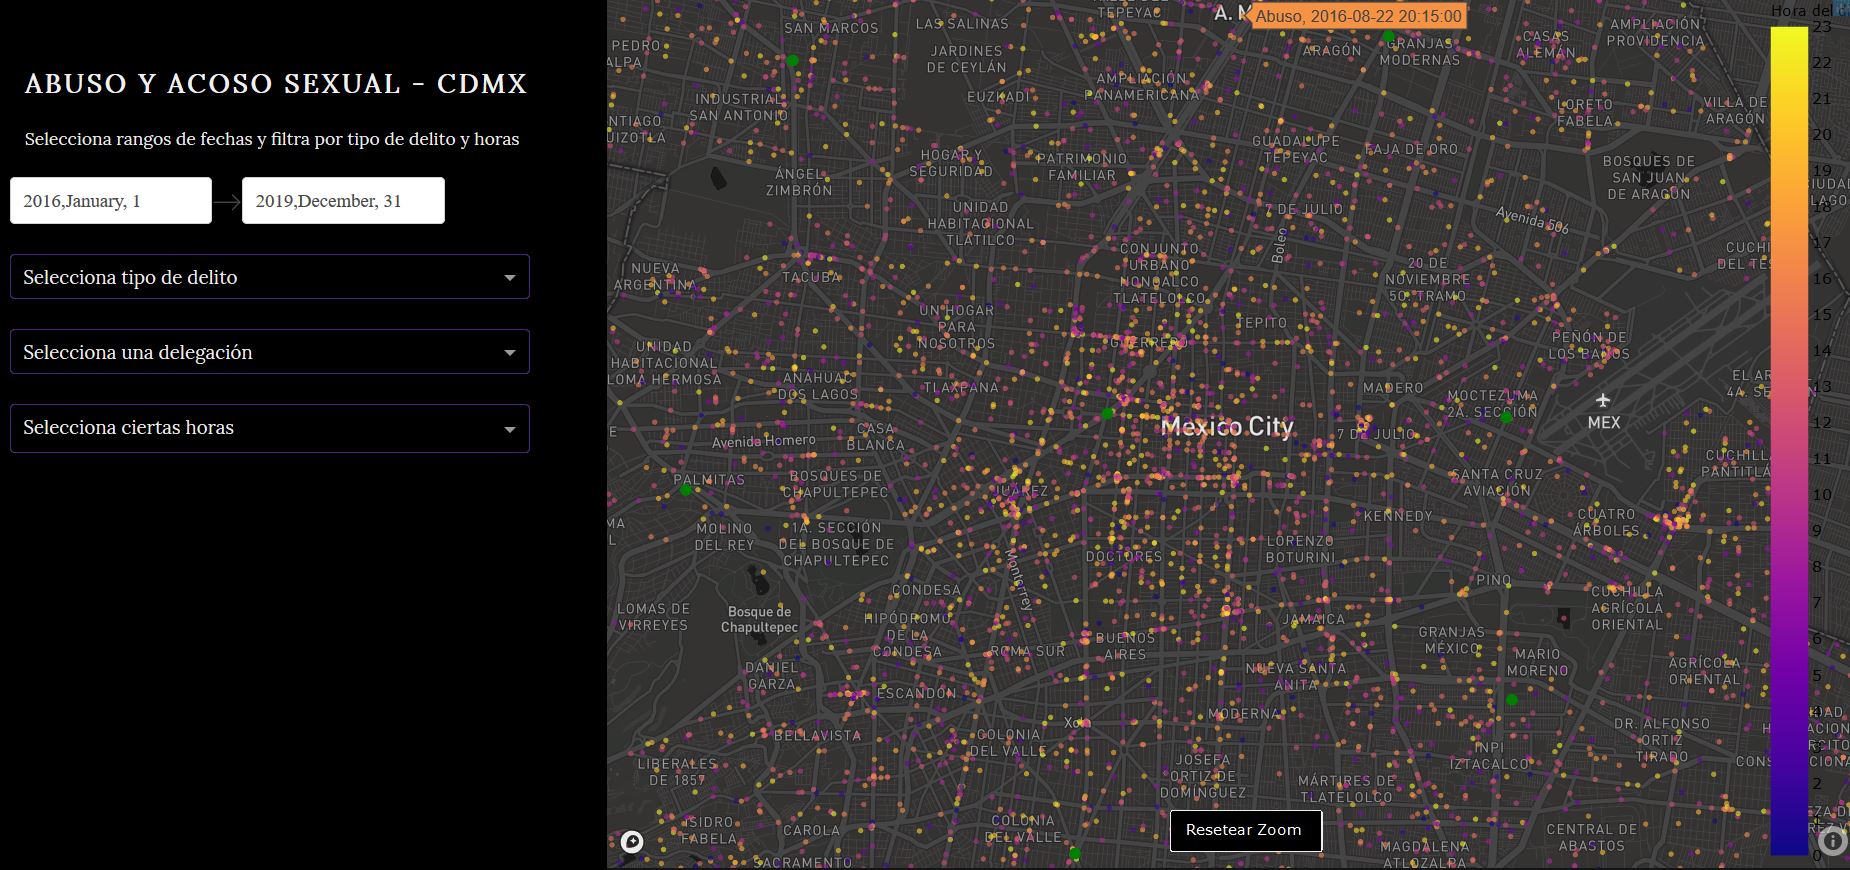 ABUSO Y ACOSO SEXUAL - CDMX
Selecciona rangos de fechas y filtra por tipo de delito y horas
2016,January, 1
2019,December, 31
Selecciona tipo de delito
Selecciona una delegación
Selecciona ciertas horas
TEPEYAC
Abuso, 2016-08-22 20:15:00
Hora del d
SAN MARCOS
LAS SALINAS
PEDRO
ALPA
JARDINES
DE CEYLÁN
ARAGÓN
GRANJAS
MODERNAS
CASAS
ALEMÁN
AMPLIACIÓN
PROVIDENCIA
AMPLIACIÓN
PANAMERICANA
EUZKADI
INDUSTRIAL
SAN ANTONIO
NTIAGO
UIZOTLA
LORETO
FABELA
VILLA DE
ARAGÓN
GUADALUPE
TEPEYAC
FAJA DE ORO
HOGAR Y
SEGURIDAD
PATRIMONIO
FAMILIAR
ÁNGEL
ZIMBRÓN
BOSQUES DE
SAN JUAN
DE ARAGÓN
CIUDAD
LAGO
UNIDAD
HABITACIONAL
TLATILCO
7 DE JULIO
Avenida 506
Boleo
CONJUNTO
URBANO
NONOALCO
TLATELOLCO
CUCHI
DEL TES
NUEVA
ARGENTINA
TACUBA
20 DE
NOVIEMBRE
5O. TRAMO
UN HOGAR
PARA
NOSOTROS
TEPITO
GUERRERO
PEÑÓN DE
LOS BAÑOS
UNIDAD
HABITACIONAL
LOMA HERMOSA
ANÁHUAC
DOS LAGOS
TLAXPANA
MADERO
MOCTEZUMA
2A. SECCIÓN
EL AR
4A. SE
MEX
Mexico City
7 DE JULIO
Avenida Homero
CASA
BLANCA
PALMITAS
BOSQUES DE
CHAPULTEPEC
JUÁREZ
SANTA CRUZ
AVIACIÓN
CUCHILLA
PANTITLÁ
MOLINO
DEL REY
1A. SECCIÓN
DEL BOSQUE DE
CHAPULTEPEC
KENNEDY
CUATRO
ÁRBOLES
Monterrey
DOCTORES
LORENZO
BOTURINI
PINO
CONDESA
LOMAS DE
VIRREYES
Bosque de
Chapultepec
HIPÓDROMO
DE LA
CONDESA
JAMAICA
CUCHILLA
AGRÍCOLA
ORIENTAL
ROMA SUR
BUENOS
AIRES
GRANJAS
MÉXICO
MARIO
MORENO
DANIEL
GARZA
NUEVA SANTA
ANITA
AGRÍCOLA
ORIENTAL
ESCANDÓN
Xola
MODERNA
BELLAVISTA
COLONIA
DEL VALLE
DR. ALFONSO
ORTIZ
TIRADO
INPI
IZTACALCO
LIBERALES
DE 1857
JOSEFA
ORTIZ DE
DOMÍNGUEZ
MÁRTIRES DE
TLATELOLCO
ISIDRO
FABELA
CAROLA
COLONIA
DEL VALLE
Resetear Zoom
CENTRAL DE
ABASTOS
MAGDALENA
ATLAZOLPA
SACRAMENTO
23
22
21
20
19
18
17
16
15
14
13
12
11
10
9
8
7
6
5
4
3
2
0